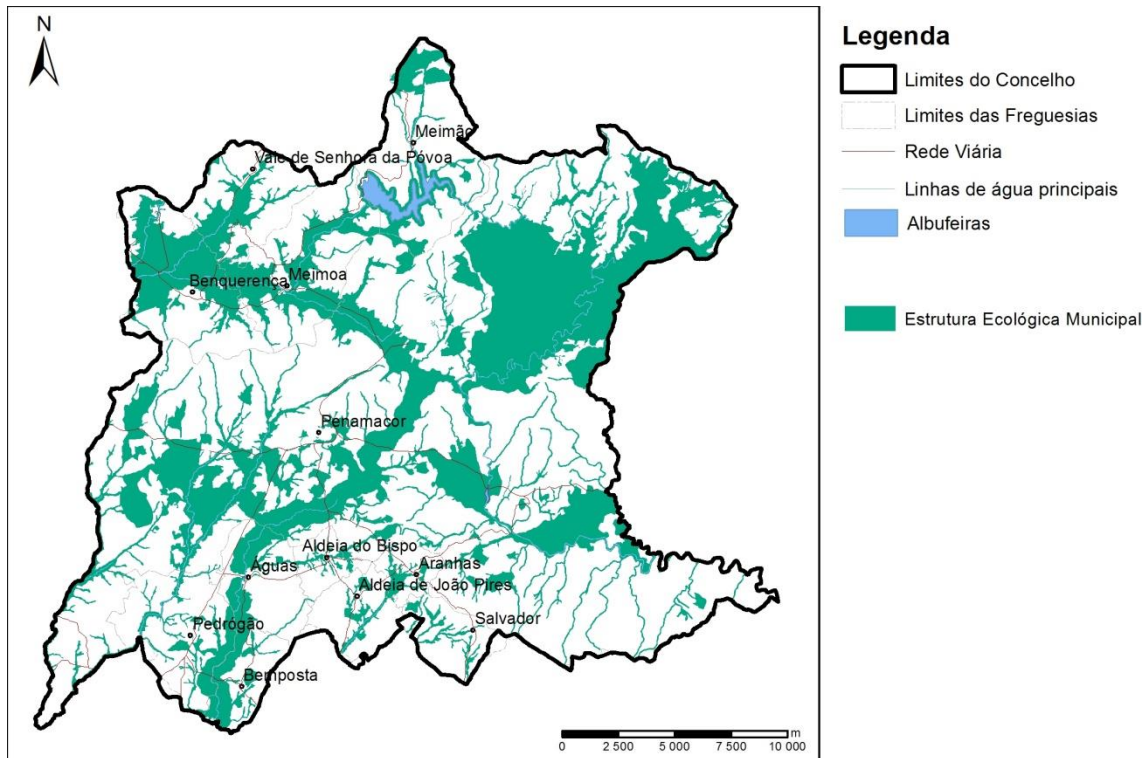 N
Meimão
Vale de Senhora da Póvoa
Benquerença
Meimoa
Penamacor
Aldeia do Bispo
Águas
Aranhas
Aldeia de João Pires
Pedrógão
Salvador
Bemposta
m
0 2 500 5 000 7 500 10 000
Legenda
Limites do Concelho
Limites das Freguesias
Rede Viária
Linhas de água principais
Albufeiras
Estrutura Ecológica Municipal